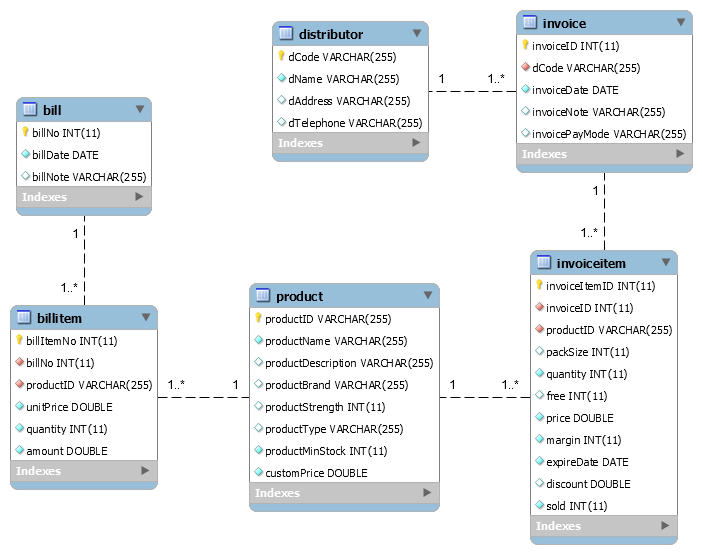 distributor
dCode VARCHAR(255)
dName VARCHAR(255)
dAddress VARCHAR(255)
dTelephone VARCHAR(255)
Indexes
1
1..*
invoice
invoiceID INT(11)
dCode VARCHAR(255)
invoiceDate DATE
invoiceNote VARCHAR(255)
invoicePayMode VARCHAR(255)
Indexes
1
1..*
bill
billNo INT(11)
billDate DATE
billNote VARCHAR(255)
Indexes
1
1..*
billitem
billItemNo INT(11)
billNo INT(11)
productID VARCHAR(255)
unitPrice DOUBLE
quantity INT(11)
amount DOUBLE
Indexes
1..*
1
product
productID VARCHAR(255)
productName VARCHAR(255)
productDescription VARCHAR(255)
productBrand VARCHAR(255)
productStrength INT(11)
productType VARCHAR(255)
productMinStock INT(11)
customPrice DOUBLE
Indexes
1
1..*
invoiceitem
invoiceItemID INT(11)
invoiceID INT(11)
productID VARCHAR(255)
packSize INT(11)
quantity INT(11)
free INT(11)
price DOUBLE
margin INT(11)
expireDate DATE
discount DOUBLE
sold INT(11)
Indexes